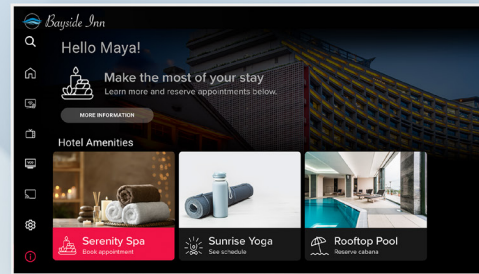 Bayside Inn
Hello Maya!
Make the most of your stay
Learn more and reserve appointments below.
MORE INFORMATION
Hotel Amenities
Serenity Spa
Book appointment
Sunrise Yoga
See schedule
Rooftop Pool
Reserve cabana